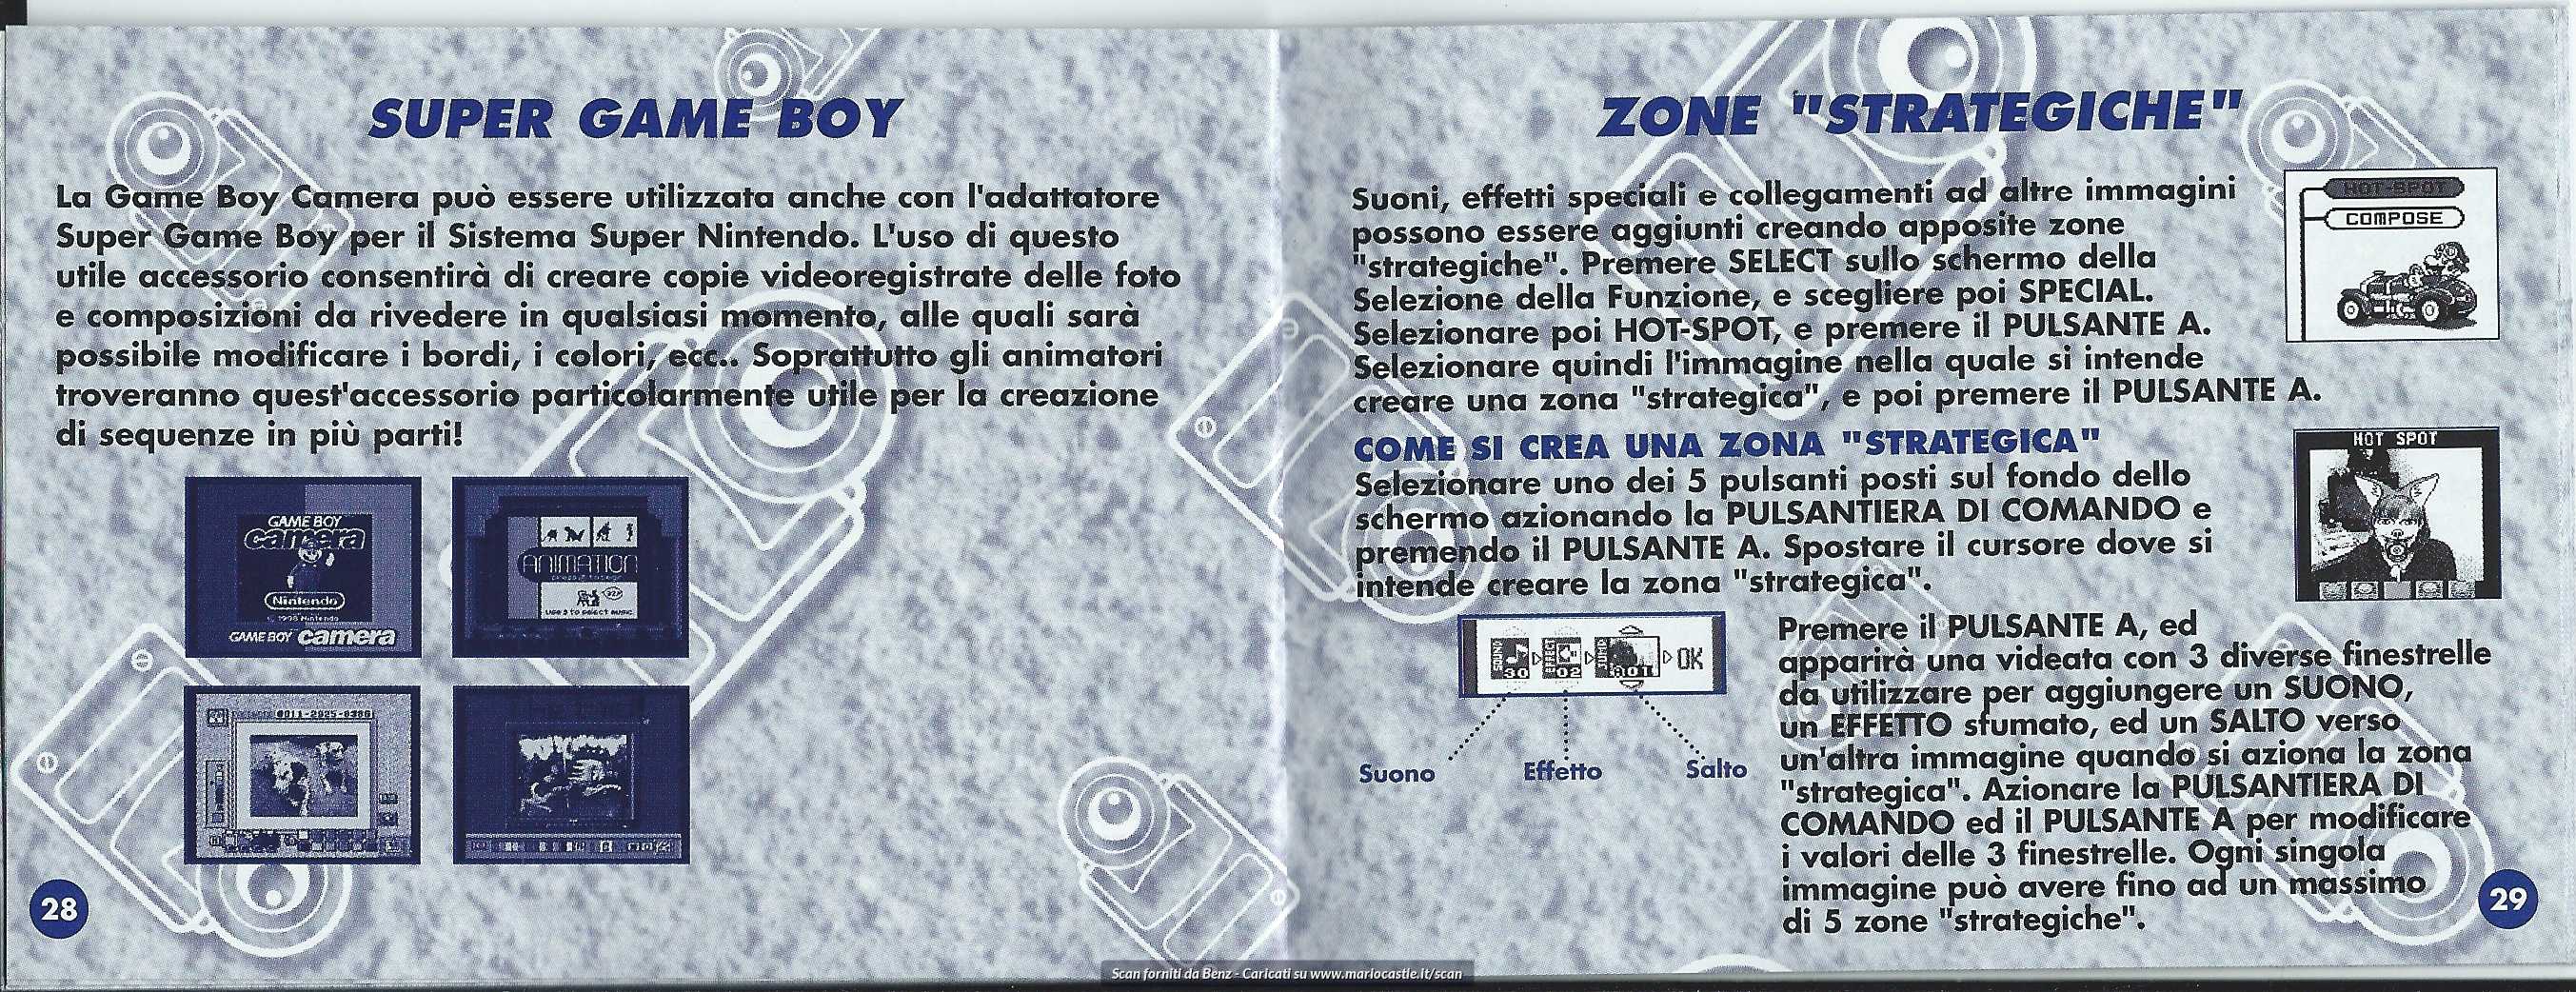 SUPER GAME BOY
La Game Boy Camera può essere utilizzata anche con l'adattatore
Super Game Boy per il Sistema Super Nintendo. L'uso di questo
utile accessorio consentirà di creare copie videoregistrate delle foto
e composizioni da rivedere in qualsiasi momento, alle quali sarà
possibile modificare i bordi, i colori, ecc.. Soprattutto gli animatori
troveranno quest'accessorio particolarmente utile per la creazione
di sequenze in più parti!
GAME BOY
camera
Nintendo
© 1998 Nintendo
GAME BOY camera
ANIMATION
28
ZONE "STRATEGICHE"
Suoni, effetti speciali e collegamenti ad altre immagini
possono essere aggiunti creando apposite zone
"strategiche". Premere SELECT sullo schermo della
Selezione della Funzione, e scegliere poi SPECIAL.
Selezionare poi HOT-SPOT, e premere il PULSANTE A.
Selezionare quindi l'immagine nella quale si intende
creare una zona "strategica", e poi premere il PULSANTE A.
HOT-SPOT
COMPOSE
COME SI CREA UNA ZONA "STRATEGICA"
Selezionare uno dei 5 pulsanti posti sul fondo dello
schermo azionando la PULSANTIERA DI COMANDO e
premendo il PULSANTE A. Spostare il cursore dove si
intende creare la zona "strategica".
HOT SPOT
SOUND 30 EFFECT 02 JUMP OK
Suono Effetto Salto
Premere il PULSANTE A, ed
apparirà una videata con 3 diverse finestrelle
da utilizzare per aggiungere un SUONO,
un EFFETTO sfumato, ed un SALTO verso
un'altra immagine quando si aziona la zona
"strategica". Azionare la PULSANTIERA DI
COMANDO ed il PULSANTE A per modificare
i valori delle 3 finestrelle. Ogni singola
immagine può avere fino ad un massimo
di 5 zone "strategiche".
29
Scan forniti da Benz - Caricati su www.mariocastle.it/scan